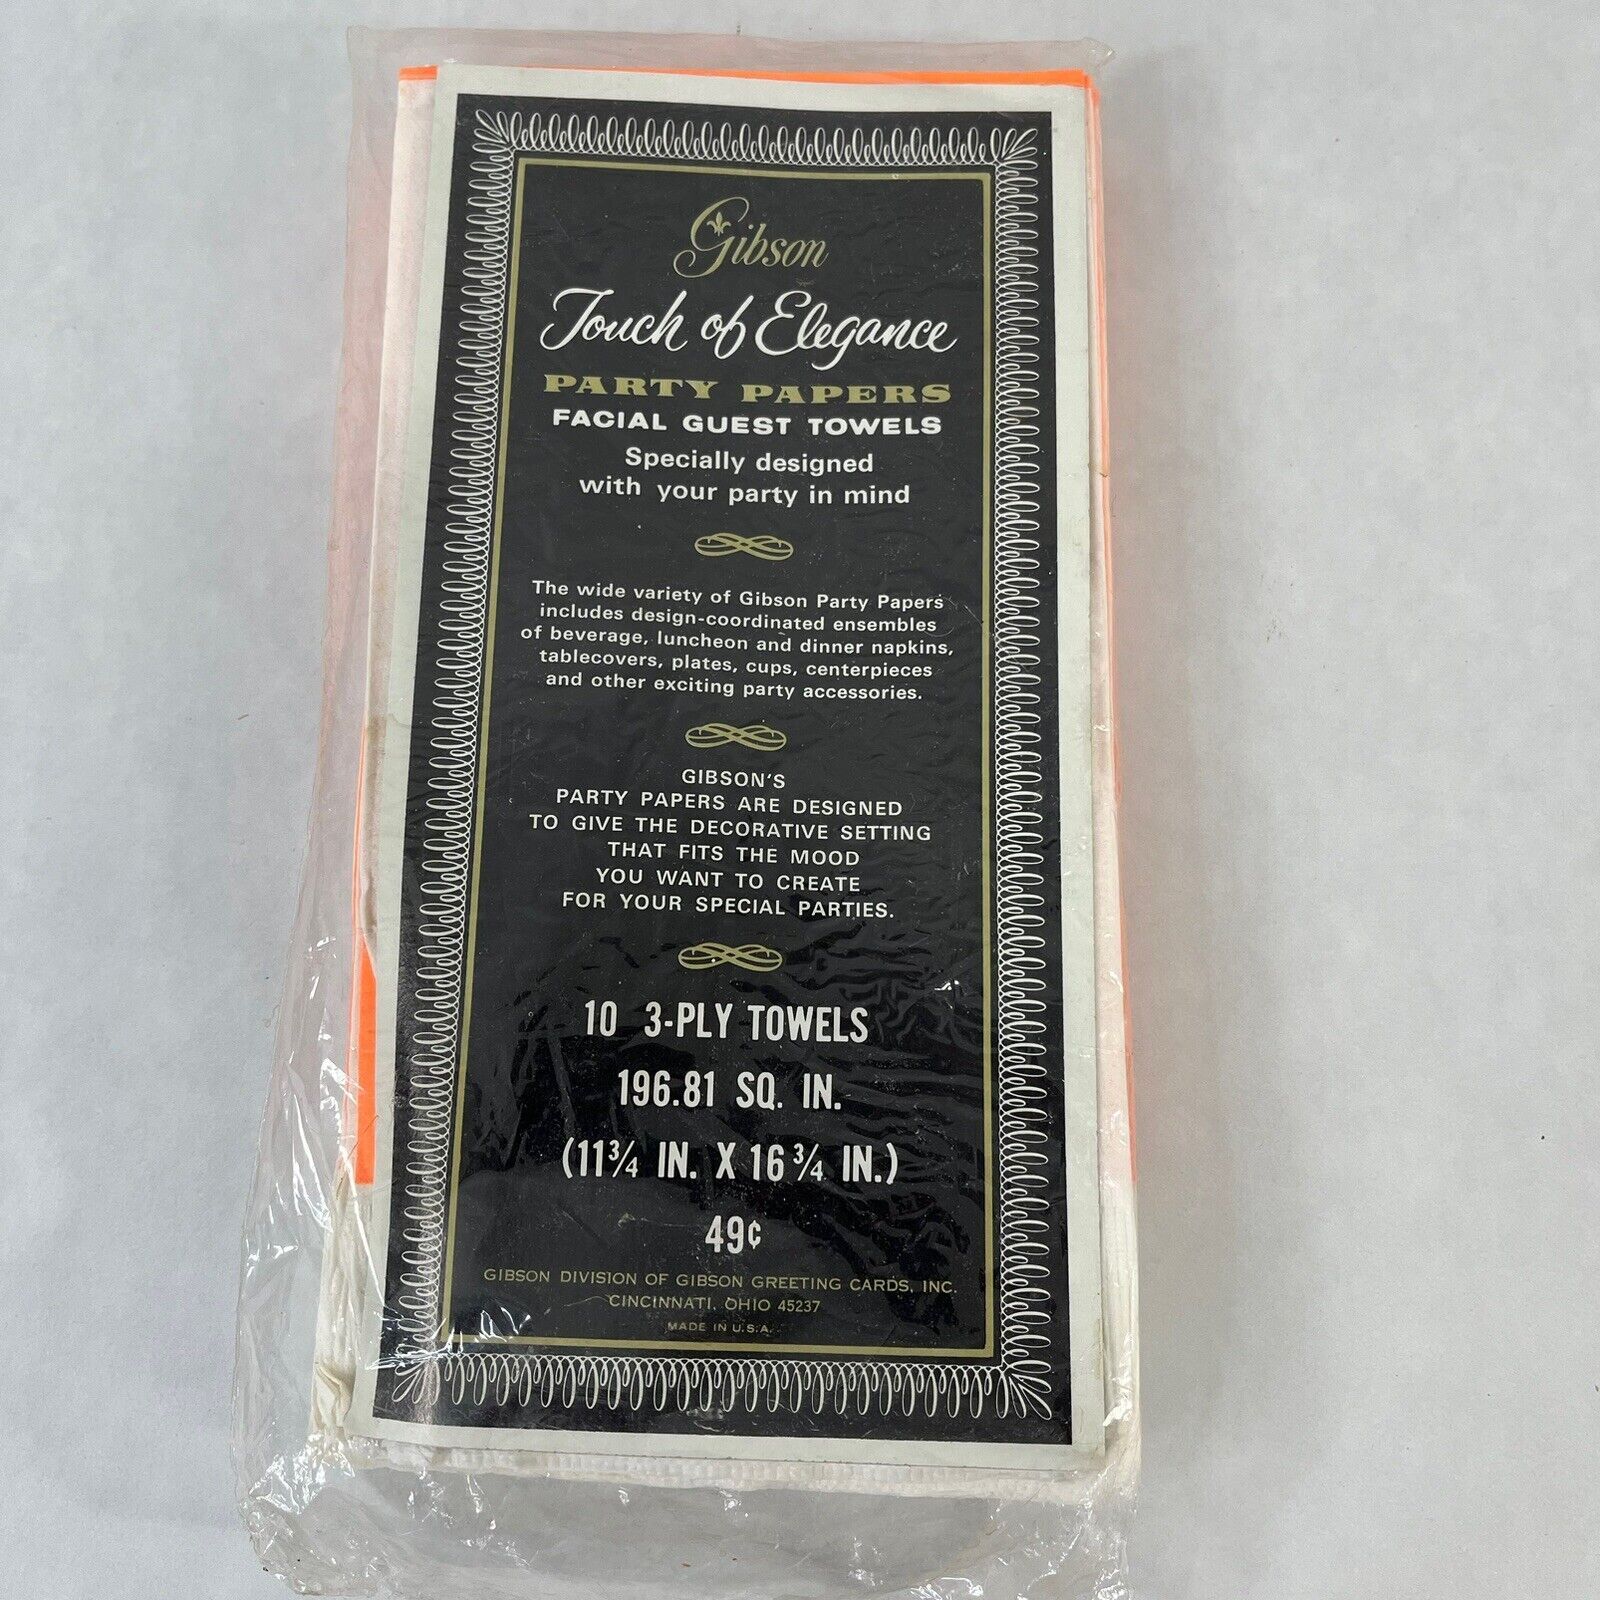 Gibson
Touch of Elegance
PARTY PAPERS
FACIAL GUEST TOWELS
Specially designed
with your party in mind
The wide variety of Gibson Party Papers
includes design-coordinated ensembles
of beverage, luncheon and dinner napkins,
tablecovers, plates, cups, centerpieces
and other exciting party accessories.
GIBSON'S
PARTY PAPERS ARE DESIGNED
TO GIVE THE DECORATIVE SETTING
THAT FITS THE MOOD
YOU WANT TO CREATE
FOR YOUR SPECIAL PARTIES.
10 3-PLY TOWELS
196.81 SQ. IN.
(11¾ IN. X 16¾ IN.)
49¢
GIBSON DIVISION OF GIBSON GREETING CARDS, INC.
CINCINNATI, OHIO 45237
MADE IN U.S.A.